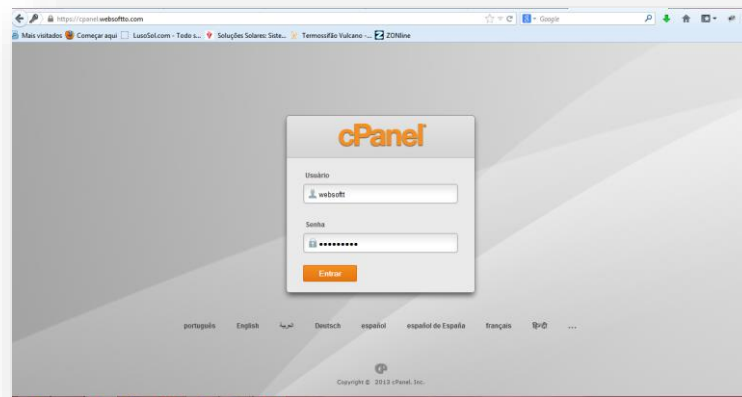 https://cpanel.websoftto.com
Google
Mais visitados Começar aqui LusoSol.com - Todo s... Soluções Solares: Siste... Termossifão Vulcano -... ZONline
cPanel
Usuário
websoftt
Senha
•••••••••
Entrar
português English العربية Deutsch español español de España français हिन्दी ...
Copyright © 2013 cPanel, Inc.